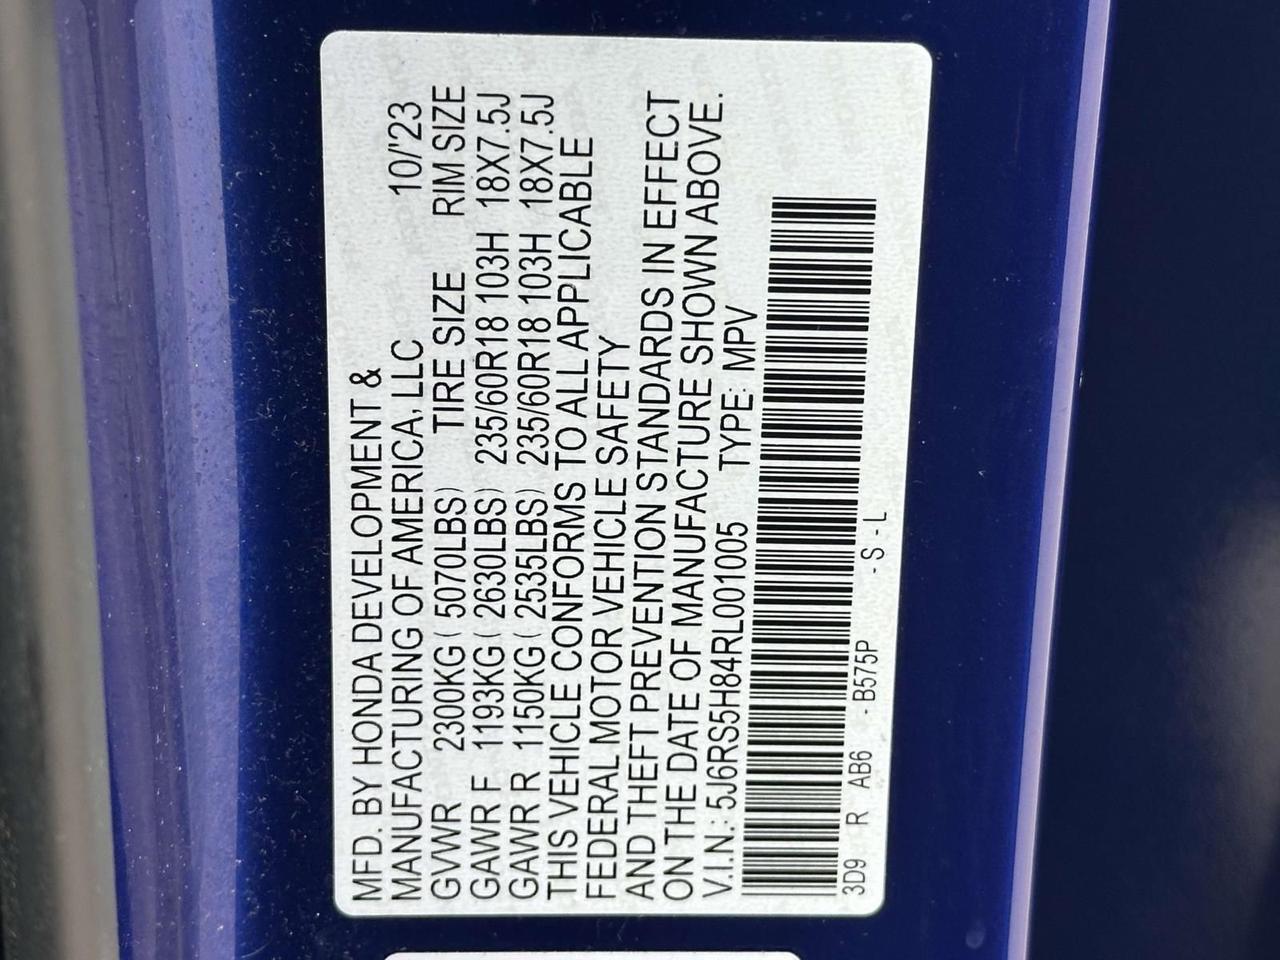 MFD. BY HONDA DEVELOPMENT &
MANUFACTURING OF AMERICA, LLC 10/'23
GVWR 2300KG ( 5070LBS) TIRE SIZE RIM SIZE
GAWR F 1193KG ( 2630LBS) 235/60R18 103H 18X7.5J
GAWR R 1150KG ( 2535LBS) 235/60R18 103H 18X7.5J
THIS VEHICLE CONFORMS TO ALL APPLICABLE
FEDERAL MOTOR VEHICLE SAFETY
AND THEFT PREVENTION STANDARDS IN EFFECT
ON THE DATE OF MANUFACTURE SHOWN ABOVE.
V.I.N.: 5J6RS5H84RL001005 TYPE: MPV
3D9 R AB6 - B575P - S - L